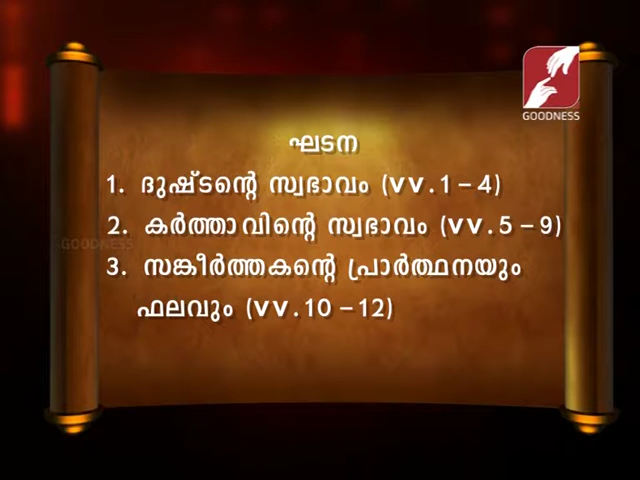 GOODNESS
ഘടന
1. ദുഷ്ടന്റെ സ്വഭാവം (vv.1-4)
2. കർത്താവിന്റെ സ്വഭാവം (vv.5-9)
GOODNESS
3. സങ്കീർത്തകന്റെ പ്രാർത്ഥനയും
ഫലവും (vv.10-12)